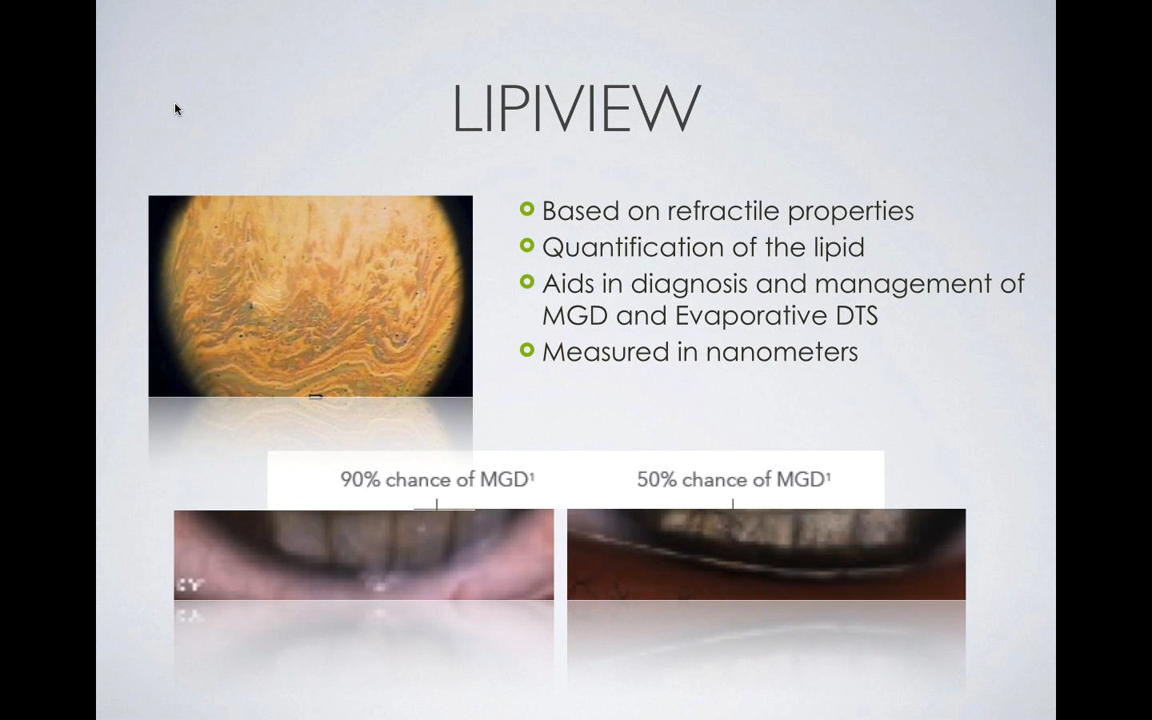 LIPIVIEW
Based on refractile properties
Quantification of the lipid
Aids in diagnosis and management of
MGD and Evaporative DTS
Measured in nanometers
90% chance of MGD¹
50% chance of MGD¹